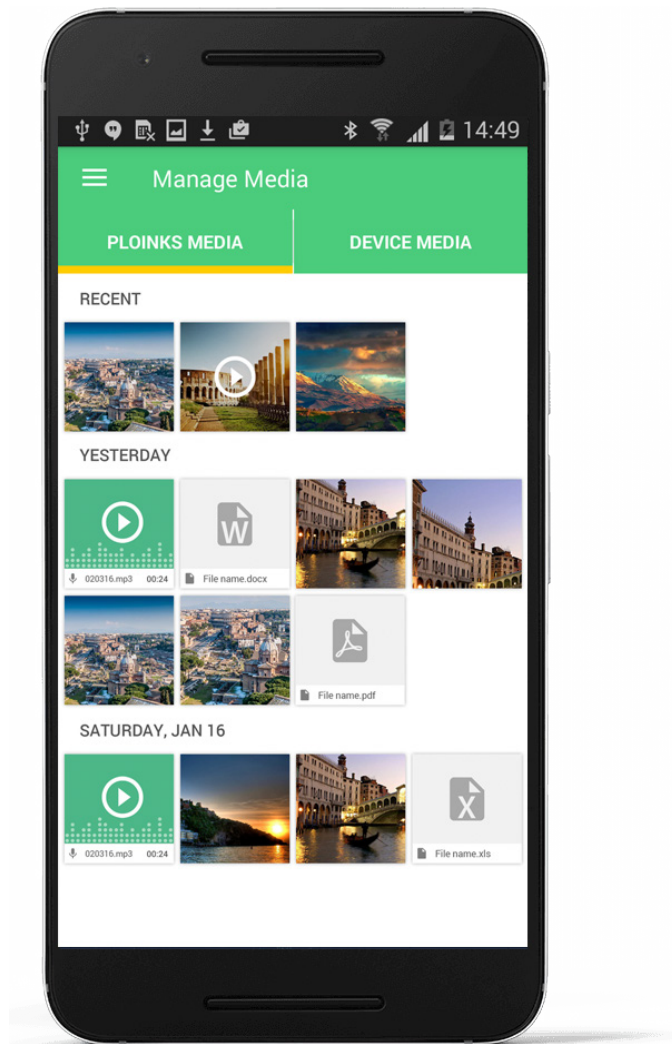 14:49
Manage Media
PLOINKS MEDIA
DEVICE MEDIA
RECENT
YESTERDAY
020316.mp3 00:24
W
File name.docx
File name.pdf
SATURDAY, JAN 16
020316.mp3 00:24
X
File name.xls